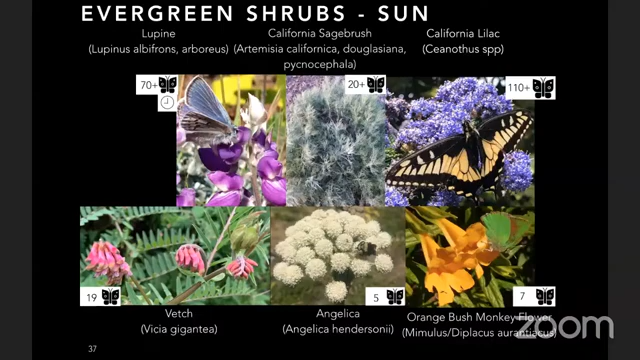 EVERGREEN SHRUBS - SUN
Lupine
(Lupinus albifrons, arboreus)
California Sagebrush
(Artemisia californica, douglasiana,
pycnocephala)
California Lilac
(Ceanothus spp)
70+
20+
110+
19
5
7
Vetch
(Vicia gigantea)
Angelica
(Angelica hendersonii)
Orange Bush Monkey Flower
(Mimulus/Diplacus aurantiacus)
zoom
37